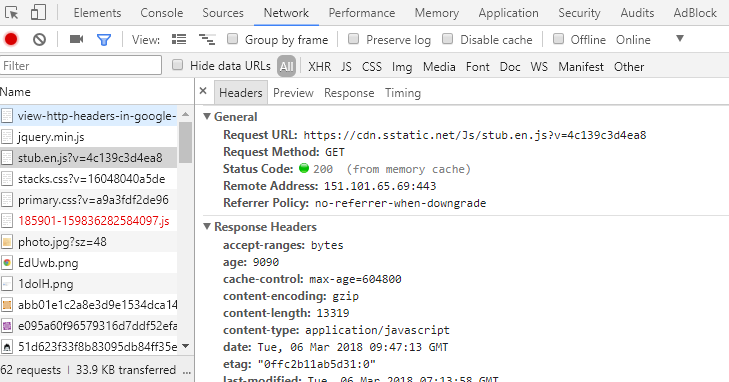 Elements Console Sources Network Performance Memory Application Security Audits AdBlock
View: Group by frame Preserve log Disable cache Offline Online
Filter Hide data URLs All XHR JS CSS Img Media Font Doc WS Manifest Other
Name
view-http-headers-in-google-
jquery.min.js
stub.en.js?v=4c139c3d4ea8
stacks.css?v=16048040a5de
primary.css?v=a9a3fdf2de96
185901-159836282584097.js
photo.jpg?sz=48
EdUwb.png
1dolH.png
abb01e1c2a8e3d9e1534dca14
e095a60f96579316d7ddf52efa
51d623f33f8b83095db84ff35e
62 requests | 33.9 KB transferred ...
× Headers Preview Response Timing
General
Request URL: https://cdn.sstatic.net/Js/stub.en.js?v=4c139c3d4ea8
Request Method: GET
Status Code: 200 (from memory cache)
Remote Address: 151.101.65.69:443
Referrer Policy: no-referrer-when-downgrade
Response Headers
accept-ranges: bytes
age: 9090
cache-control: max-age=604800
content-encoding: gzip
content-length: 13319
content-type: application/javascript
date: Tue, 06 Mar 2018 09:47:13 GMT
etag: "0ffc2b11ab5d31:0"
last-modified: Tue, 06 Mar 2018 07:13:58 GMT